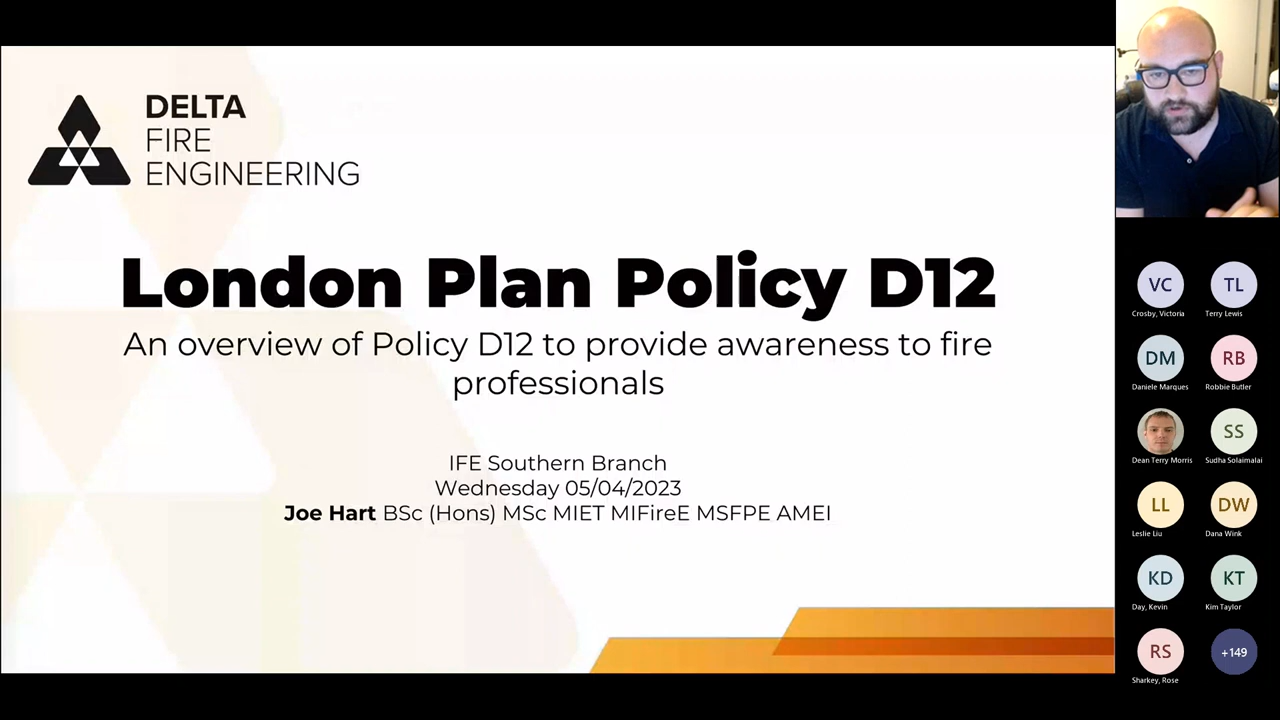 DELTA
FIRE
ENGINEERING
London Plan Policy D12
An overview of Policy D12 to provide awareness to fire
professionals
IFE Southern Branch
Wednesday 05/04/2023
Joe Hart BSc (Hons) MSc MIET MIFireE MSFPE AMEI
VC
TL
Crosby, Victoria
Terry Lewis
DM
RB
Daniele Marques
Robbie Butler
SS
Dean Terry Morris
Sudha Solaimalai
LL
DW
Leslie Liu
Dana Wink
KD
KT
Day, Kevin
Kim Taylor
RS
+149
Sharkey, Rose